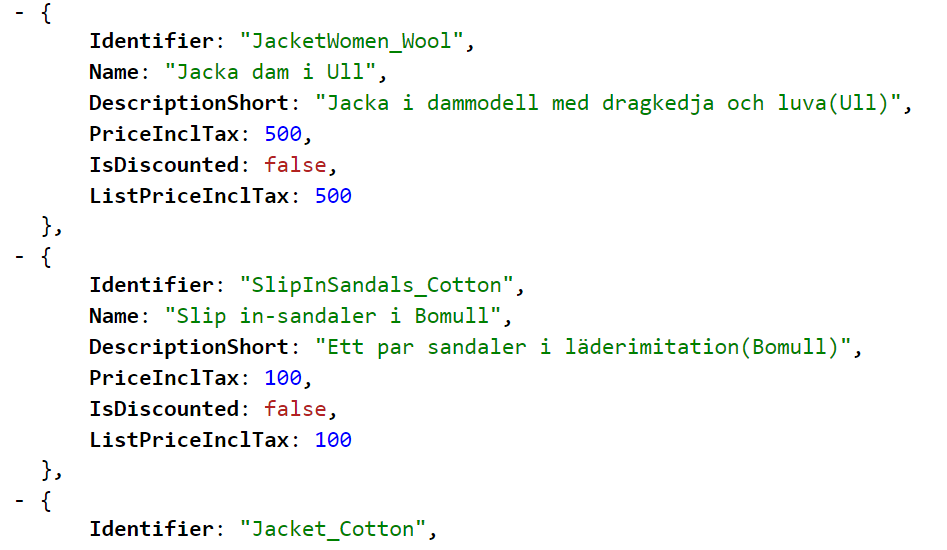 - {
Identifier: "JacketWomen_Wool",
Name: "Jacka dam i Ull",
DescriptionShort: "Jacka i dammodell med dragkedja och luva(Ull)",
PriceInclTax: 500,
IsDiscounted: false,
ListPriceInclTax: 500
},
- {
Identifier: "SlipInSandals_Cotton",
Name: "Slip in-sandaler i Bomull",
DescriptionShort: "Ett par sandaler i läderimitation(Bomull)",
PriceInclTax: 100,
IsDiscounted: false,
ListPriceInclTax: 100
},
- {
Identifier: "Jacket_Cotton",